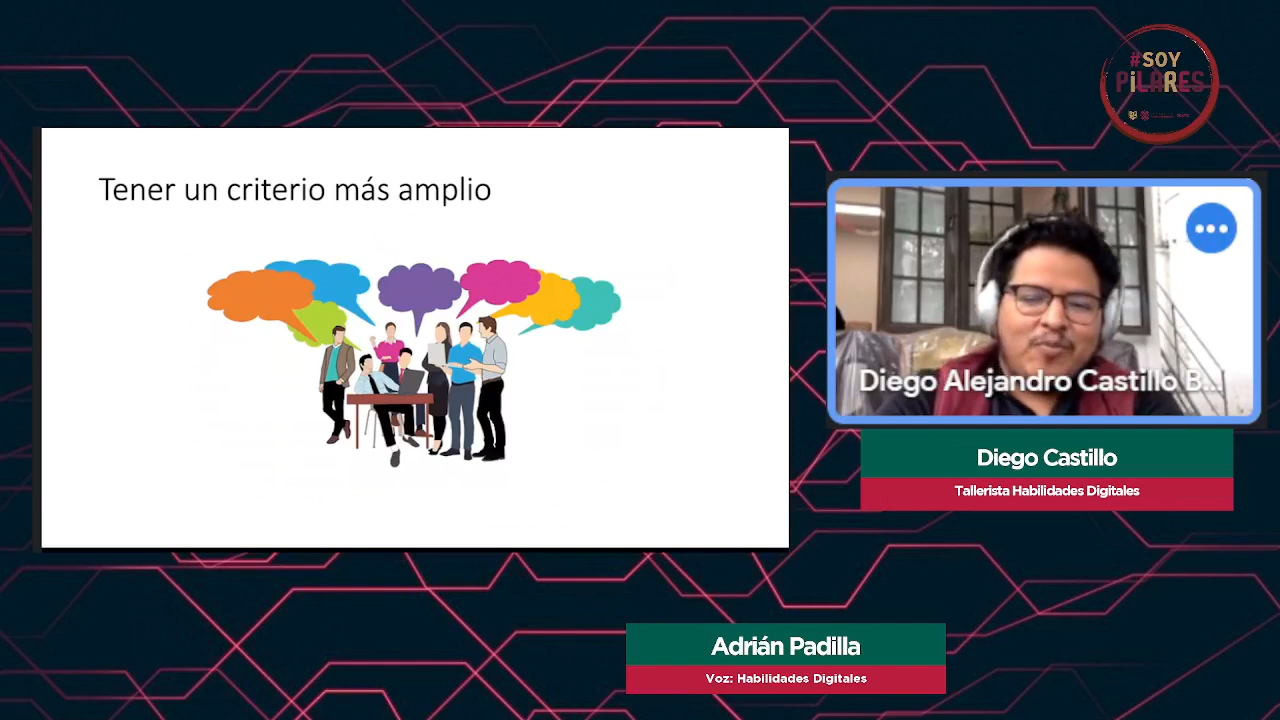 #SOY
PiLARES
Tener un criterio más amplio
Diego Alejandro Castillo B...
Diego Castillo
Tallerista Habilidades Digitales
Adrián Padilla
Voz: Habilidades Digitales